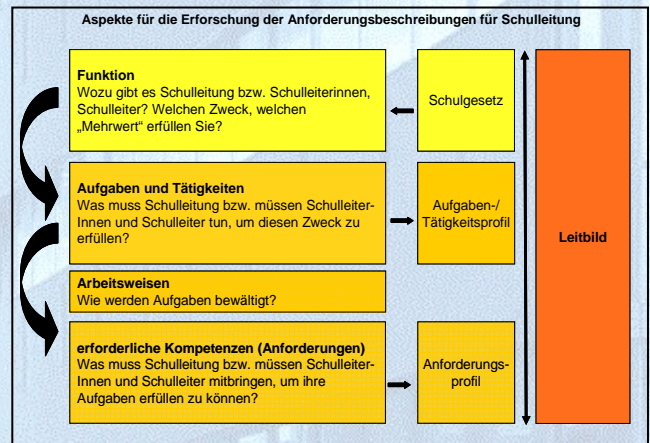 Aspekte für die Erforschung der Anforderungsbeschreibungen für Schulleitung
Funktion
Wozu gibt es Schulleitung bzw. Schulleiterinnen,
Schulleiter? Welchen Zweck, welchen
„Mehrwert“ erfüllen Sie?
Schulgesetz
Aufgaben und Tätigkeiten
Was muss Schulleitung bzw. müssen Schulleiter-
Innen und Schulleiter tun, um diesen Zweck zu
erfüllen?
Aufgaben-/
Tätigkeitsprofil
Leitbild
Arbeitsweisen
Wie werden Aufgaben bewältigt?
erforderliche Kompetenzen (Anforderungen)
Was muss Schulleitung bzw. müssen Schulleiter-
Innen und Schulleiter mitbringen, um ihre
Aufgaben erfüllen zu können?
Anforderungs-
profil